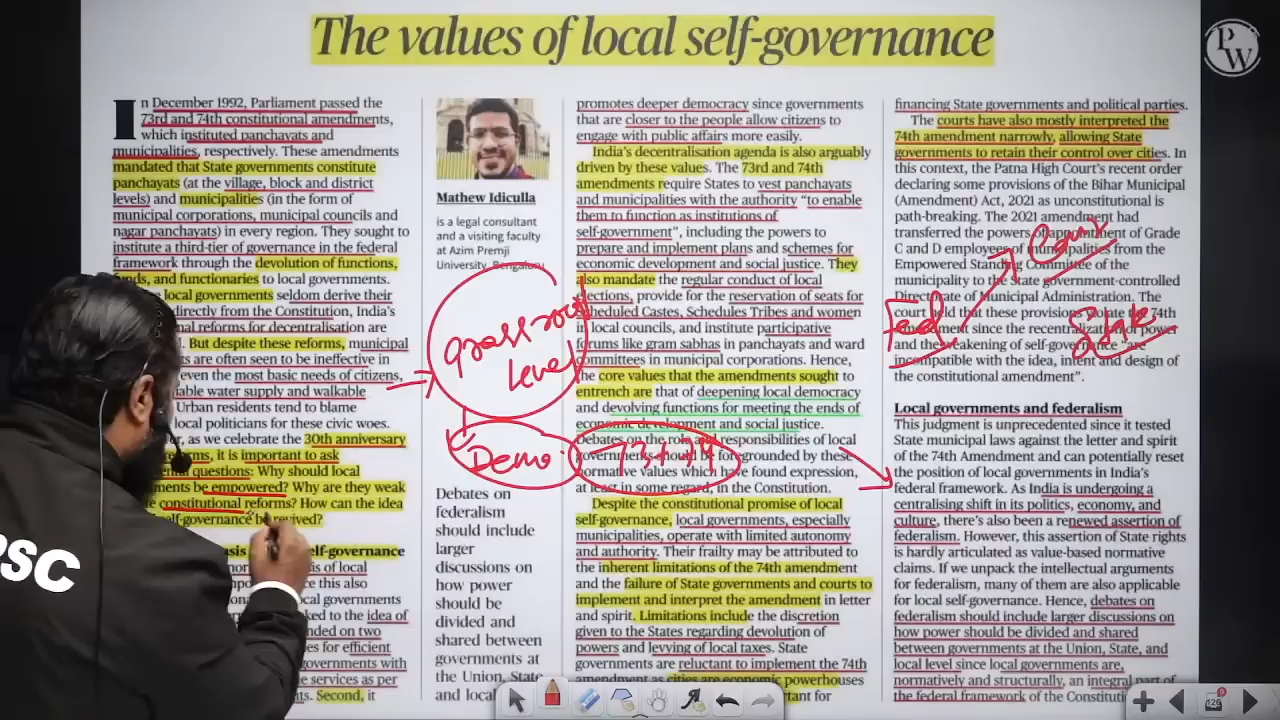 The values of local self-governance
PW
In December 1992, Parliament passed the
73rd and 74th constitutional amendments,
which instituted panchayats and
municipalities, respectively. These amendments
mandated that State governments constitute
panchayats (at the village, block and district
levels) and municipalities (in the form of
municipal corporations, municipal councils and
nagar panchayats) in every region. They sought to
institute a third-tier of governance in the federal
framework through the devolution of functions,
funds, and functionaries to local governments.
local governments seldom derive their
directly from the Constitution, India's
reforms for decentralisation are
But despite these reforms, municipal
are often seen to be ineffective in
even the most basic needs of citizens,
water supply and walkable
Urban residents tend to blame
local politicians for these civic woes.
as we celebrate the 30th anniversary
it is important to ask
questions: Why should local
be empowered? Why are they weak
constitutional reforms? How can the idea
self-governance be revived?
self-governance
of local
this also
local governments
to the idea of
on two
for efficient
with
services as per
Second, it
Mathew Idiculla
is a legal consultant
and a visiting faculty
at Azim Premji
University, Bengaluru
grassroot
level
Demo
73+74
Debates on
federalism
should include
larger
discussions on
how power
should be
divided and
shared between
governments at
the Union, State
and local
promotes deeper democracy since governments
that are closer to the people allow citizens to
engage with public affairs more easily.
India's decentralisation agenda is also arguably
driven by these values. The 73rd and 74th
amendments require States to vest panchayats
and municipalities with the authority "to enable
them to function as institutions of
self-government", including the powers to
prepare and implement plans and schemes for
economic development and social justice. They
also mandate the regular conduct of local
elections, provide for the reservation of seats for
Scheduled Castes, Schedules Tribes and women
in local councils, and institute participative
forums like gram sabhas in panchayats and ward
committees in municipal corporations. Hence,
the core values that the amendments sought to
entrench are that of deepening local democracy
and devolving functions for meeting the ends of
economic development and social justice.
Debates on the role and responsibilities of local
governments should be foregrounded by these
normative values which have found expression,
at least in some regard, in the Constitution.
Despite the constitutional promise of local
self-governance, local governments, especially
municipalities, operate with limited autonomy
and authority. Their frailty may be attributed to
the inherent limitations of the 74th amendment
and the failure of State governments and courts to
implement and interpret the amendment in letter
and spirit. Limitations include the discretion
given to the States regarding devolution of
powers and levying of local taxes. State
governments are reluctant to implement the 74th
amendment as cities are economic powerhouses
for
financing State governments and political parties.
The courts have also mostly interpreted the
74th amendment narrowly, allowing State
governments to retain their control over cities. In
this context, the Patna High Court's recent order
declaring some provisions of the Bihar Municipal
(Amendment) Act, 2021 as unconstitutional is
path-breaking. The 2021 amendment had
transferred the powers of appointment of Grade
C and D employees of municipalities from the
Empowered Standing Committee of the
municipality to the State government-controlled
Directorate of Municipal Administration. The
court found that these provisions violate the 74th
amendment since the recentralization of power
and the weakening of self-governance "are
incompatible with the idea, intent and design of
the constitutional amendment".
Fed
State
Local governments and federalism
This judgment is unprecedented since it tested
State municipal laws against the letter and spirit
of the 74th Amendment and can potentially reset
the position of local governments in India's
federal framework. As India is undergoing a
centralising shift in its politics, economy, and
culture, there's also been a renewed assertion of
federalism. However, this assertion of State rights
is hardly articulated as value-based normative
claims. If we unpack the intellectual arguments
for federalism, many of them are also applicable
for local self-governance. Hence, debates on
federalism should include larger discussions on
how power should be divided and shared
between governments at the Union, State, and
local level since local governments are,
normatively and structurally, an integral part of
the federal framework of the
PSC
126